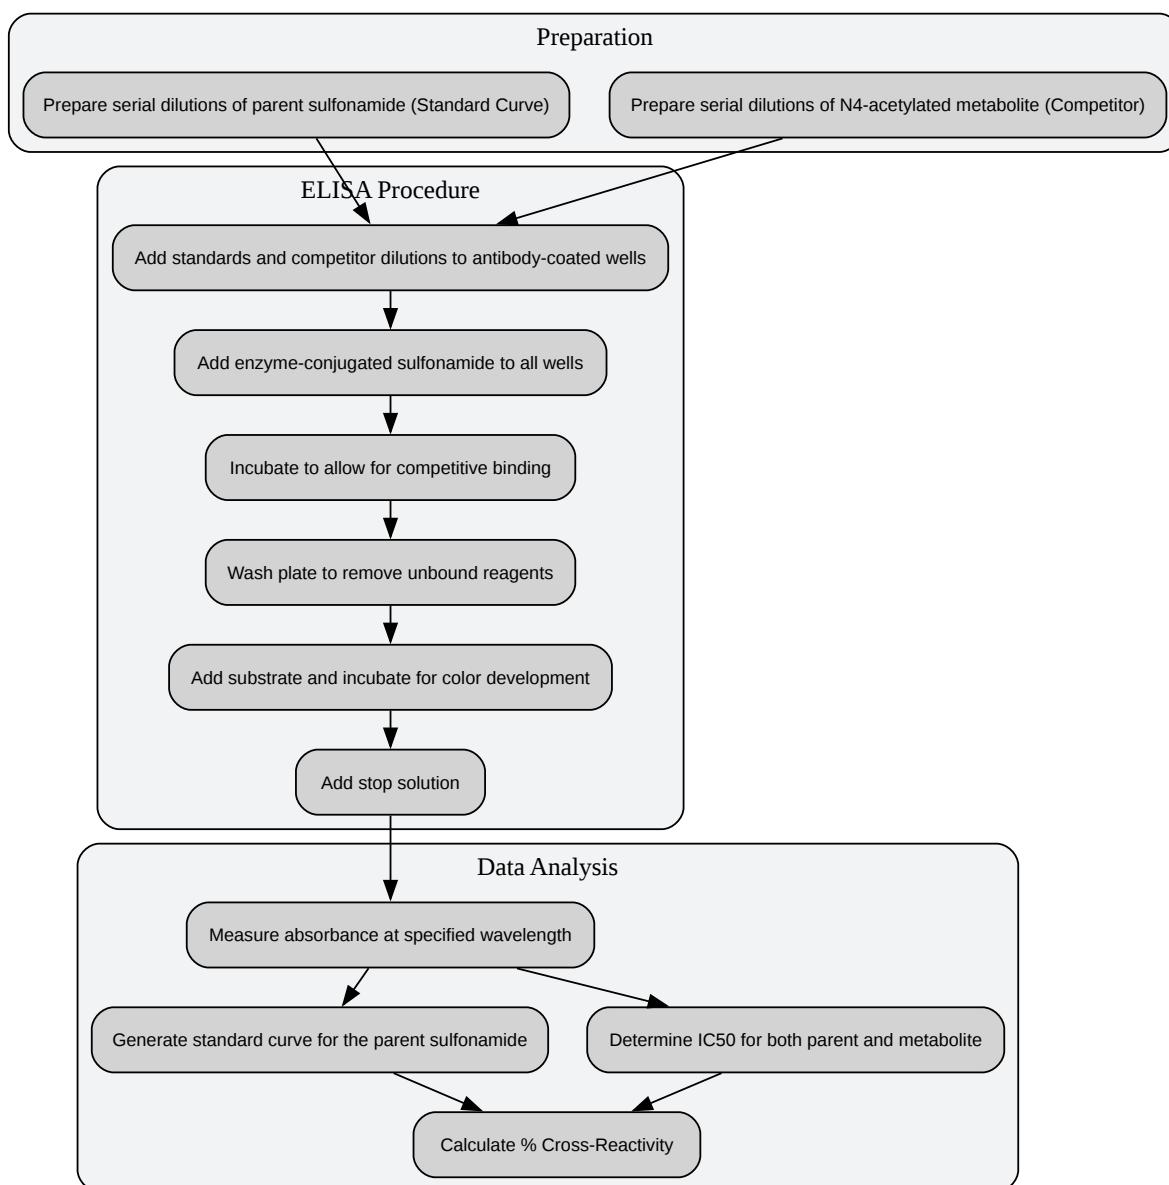 Preparation
Prepare serial dilutions of parent sulfonamide (Standard Curve)
Prepare serial dilutions of N4-acetylated metabolite (Competitor)
ELISA Procedure
Add standards and competitor dilutions to antibody-coated wells
Add enzyme-conjugated sulfonamide to all wells
Incubate to allow for competitive binding
Wash plate to remove unbound reagents
Add substrate and incubate for color development
Add stop solution
Data Analysis
Measure absorbance at specified wavelength
Generate standard curve for the parent sulfonamide
Determine IC50 for both parent and metabolite
Calculate % Cross-Reactivity